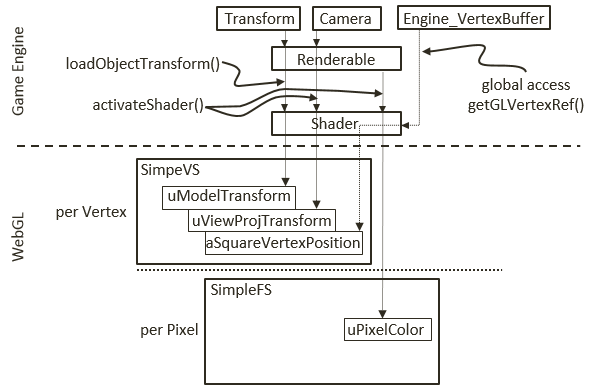 Transform
Camera
Engine_VertexBuffer
Renderable
loadObjectTransform()
activateShader()
global access
getGLVertexRef()
Shader
Game Engine
WebGL
SimpeVS
uModelTransform
per Vertex
uViewProjTransform
aSquareVertexPosition
SimpleFS
per Pixel
uPixelColor